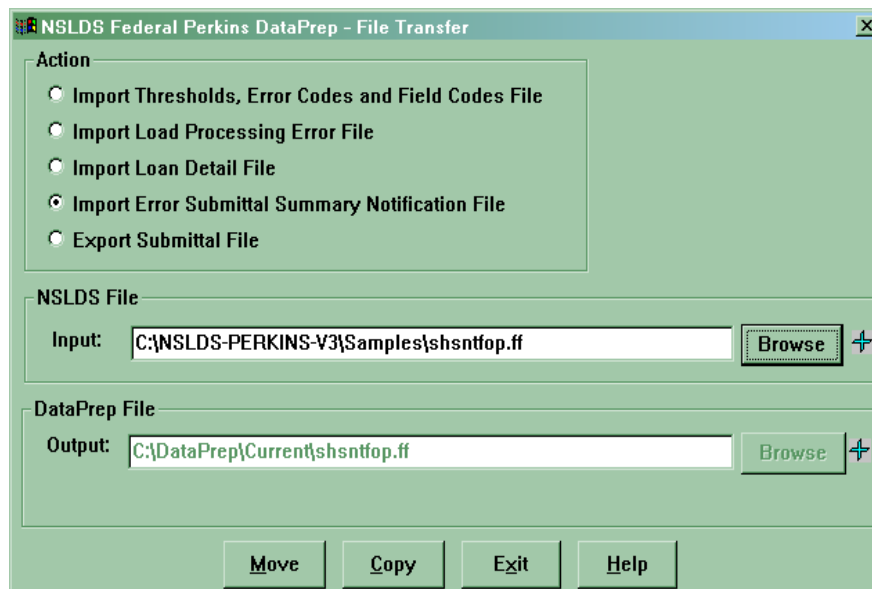 NSLDS Federal Perkins DataPrep - File Transfer
Action
Import Thresholds, Error Codes and Field Codes File
Import Load Processing Error File
Import Loan Detail File
Import Error Submittal Summary Notification File
Export Submittal File
NSLDS File
Input: C:\NSLDS-PERKINS-V3\Samples\shsntfop.ff Browse
DataPrep File
Output: C:\DataPrep\Current\shsntfop.ff Browse
Move Copy Exit Help